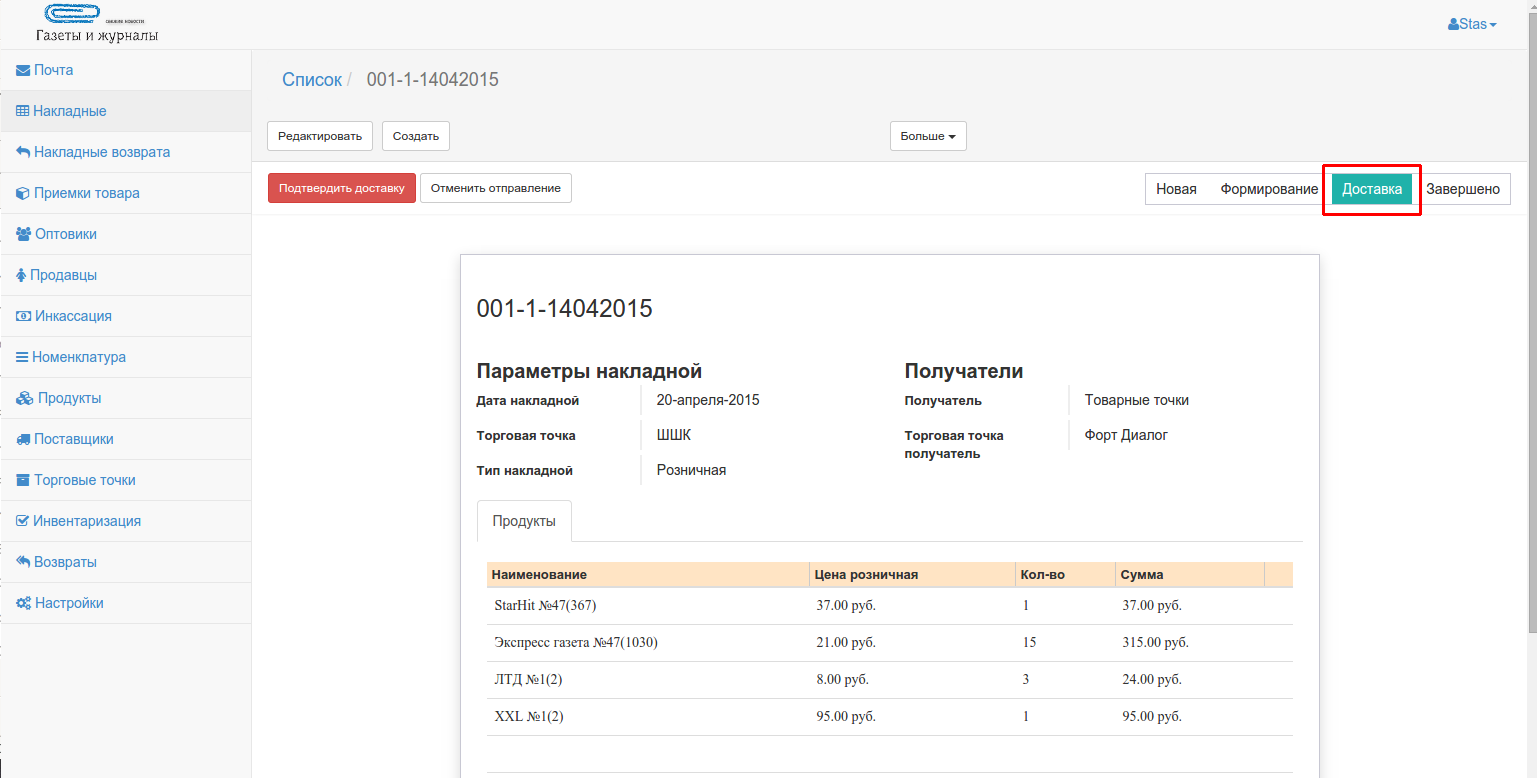 свежие новости
Газеты и журналы
Stas
Почта
Накладные
Накладные возврата
Приемки товара
Оптовики
Продавцы
Инкассация
Номенклатура
Продукты
Поставщики
Торговые точки
Инвентаризация
Возвраты
Настройки
Список / 001-1-14042015
Редактировать Создать Больше
Подтвердить доставку Отменить отправление Новая Формирование Доставка Завершено
001-1-14042015
Параметры накладной
Дата накладной 20-апреля-2015
Торговая точка ШШК
Тип накладной Розничная
Получатели
Получатель Товарные точки
Торговая точка Форт Диалог
получатель
Продукты
Наименование Цена розничная Кол-во Сумма
StarHit №47(367) 37.00 руб. 1 37.00 руб.
Экспресс газета №47(1030) 21.00 руб. 15 315.00 руб.
ЛТД №1(2) 8.00 руб. 3 24.00 руб.
XXL №1(2) 95.00 руб. 1 95.00 руб.